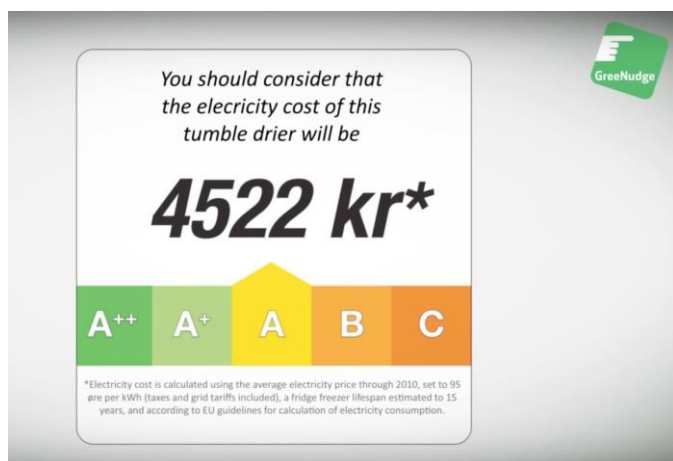 You should consider that
the elecricity cost of this
tumble drier will be
4522 kr*
A++ A+ A B C
*Electricity cost is calculated using the average electricity price through 2010, set to 95
øre per kWh (taxes and grid tariffs included), a fridge freezer lifespan estimated to 15
years, and according to EU guidelines for calculation of electricity consumption.
GreeNudge